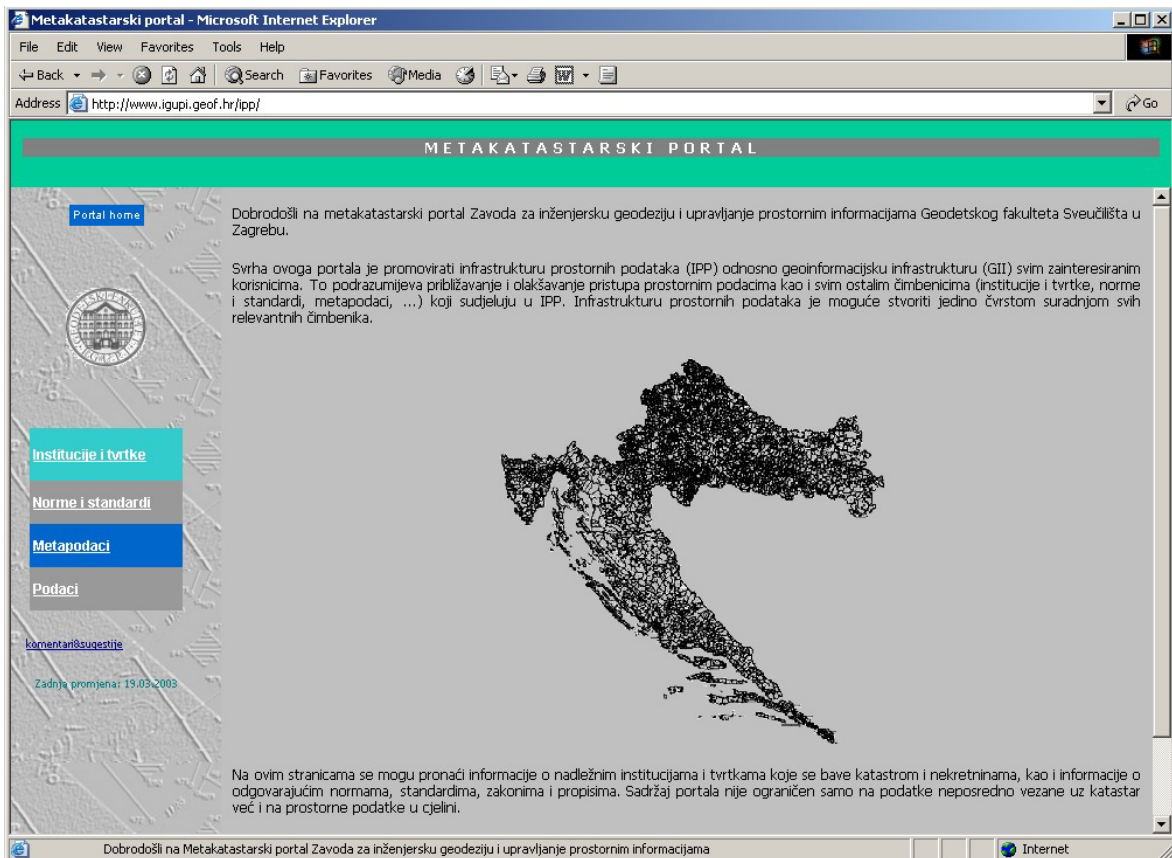 Metakatastarski portal - Microsoft Internet Explorer
File Edit View Favorites Tools Help
Back Search Favorites Media
Address http://www.igupi.geof.hr/ipp/ Go
METAKATASTARSKI PORTAL
Portal home
Institucije i tvrtke
Norme i standardi
Metapodaci
Podaci
komentari&sugestije
Zadnja promjena: 19.03.2003
Dobrodošli na metakatastarski portal Zavoda za inženjersku geodeziju i upravljanje prostornim informacijama Geodetskog fakulteta Sveučilišta u
Zagrebu.
Svrha ovoga portala je promovirati infrastrukturu prostornih podataka (IPP) odnosno geoinformacijsku infrastrukturu (GII) svim zainteresiranim
korisnicima. To podrazumijeva približavanje i olakšavanje pristupa prostornim podacima kao i svim ostalim čimbenicima (institucije i tvrtke, norme
i standardi, metapodaci, ...) koji sudjeluju u IPP. Infrastrukturu prostornih podataka je moguće stvoriti jedino čvrstom suradnjom svih
relevantnih čimbenika.
Na ovim stranicama se mogu pronaći informacije o nadležnim institucijama i tvrtkama koje se bave katastrom i nekretninama, kao i informacije o
odgovarajućim normama, standardima, zakonima i propisima. Sadržaj portala nije ograničen samo na podatke neposredno vezane uz katastar
već i na prostorne podatke u cjelini.
Dobrodošli na Metakatastarski portal Zavoda za inženjersku geodeziju i upravljanje prostornim informacijama
Internet